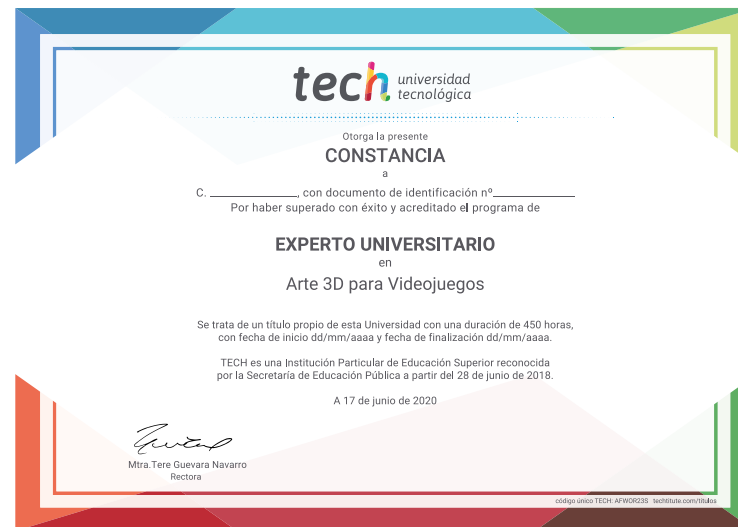 tech universidad
tecnológica
Otorga la presente
CONSTANCIA
a
C. ______________, con documento de identificación nº______________
Por haber superado con éxito y acreditado el programa de
EXPERTO UNIVERSITARIO
en
Arte 3D para Videojuegos
Se trata de un título propio de esta Universidad con una duración de 450 horas,
con fecha de inicio dd/mm/aaaa y fecha de finalización dd/mm/aaaa.
TECH es una Institución Particular de Educación Superior reconocida
por la Secretaría de Educación Pública a partir del 28 de junio de 2018.
A 17 de junio de 2020
Mtra.Tere Guevara Navarro
Rectora
código único TECH: AFWOR23S techtitute.com/titulos